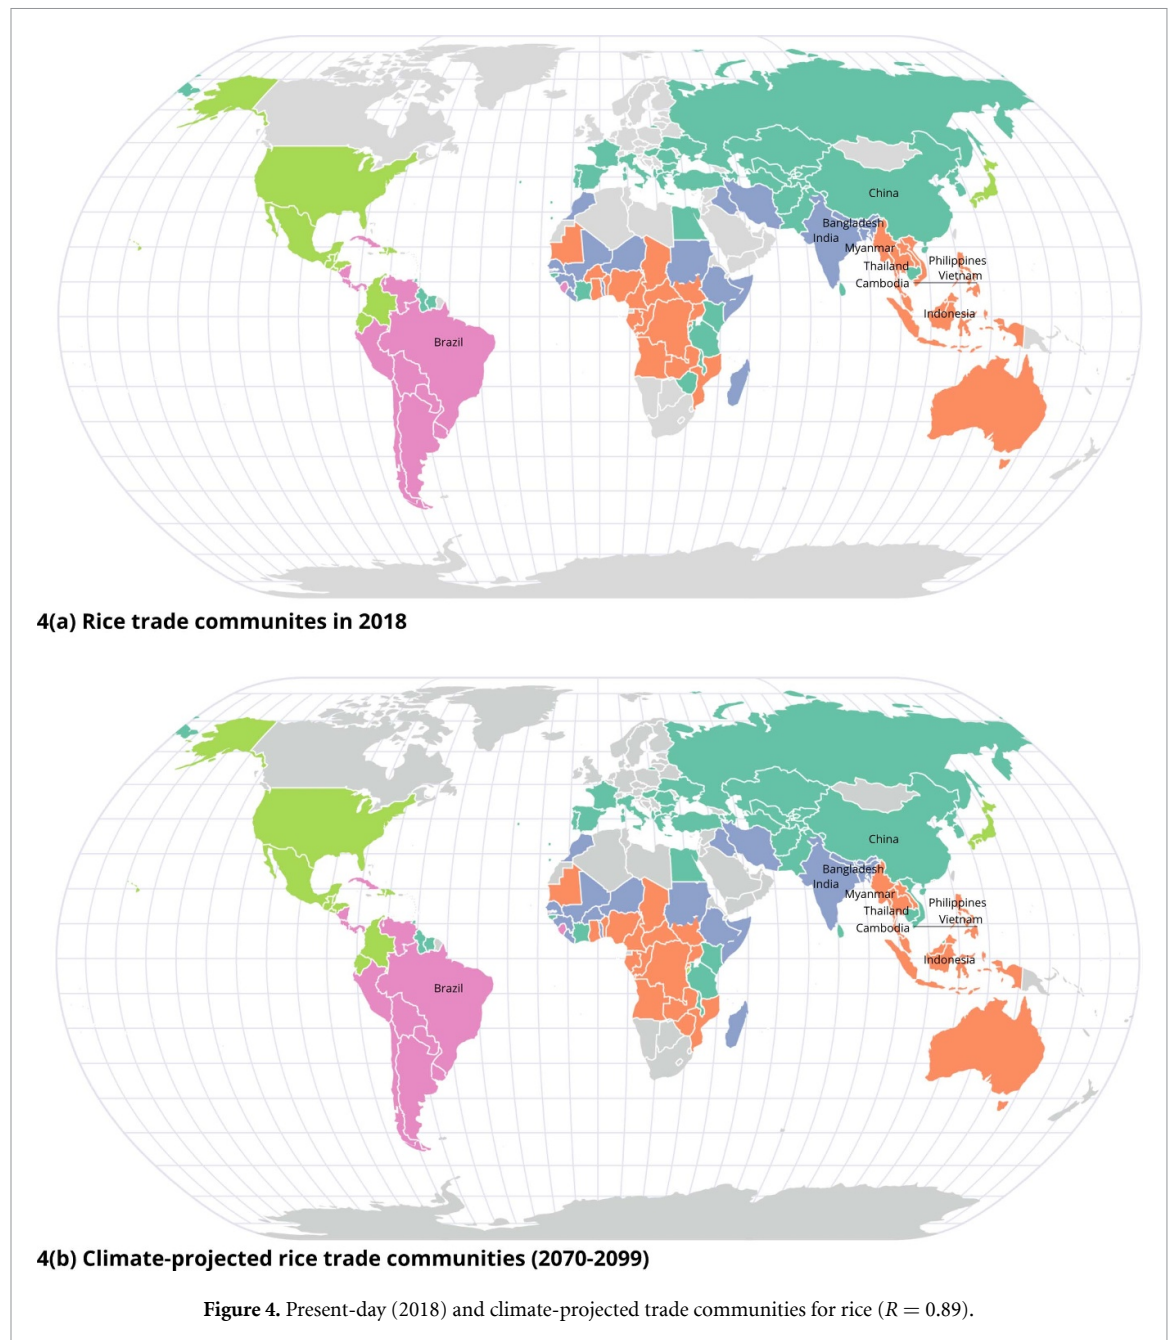 China
Bangladesh
India
Myanmar
Philippines
Thailand
Vietnam
Cambodia
Indonesia
Brazil
4(a) Rice trade communites in 2018
China
Bangladesh
India
Myanmar
Philippines
Thailand
Vietnam
Cambodia
Indonesia
Brazil
4(b) Climate-projected rice trade communities (2070-2099)
Figure 4. Present-day (2018) and climate-projected trade communities for rice (R = 0.89).